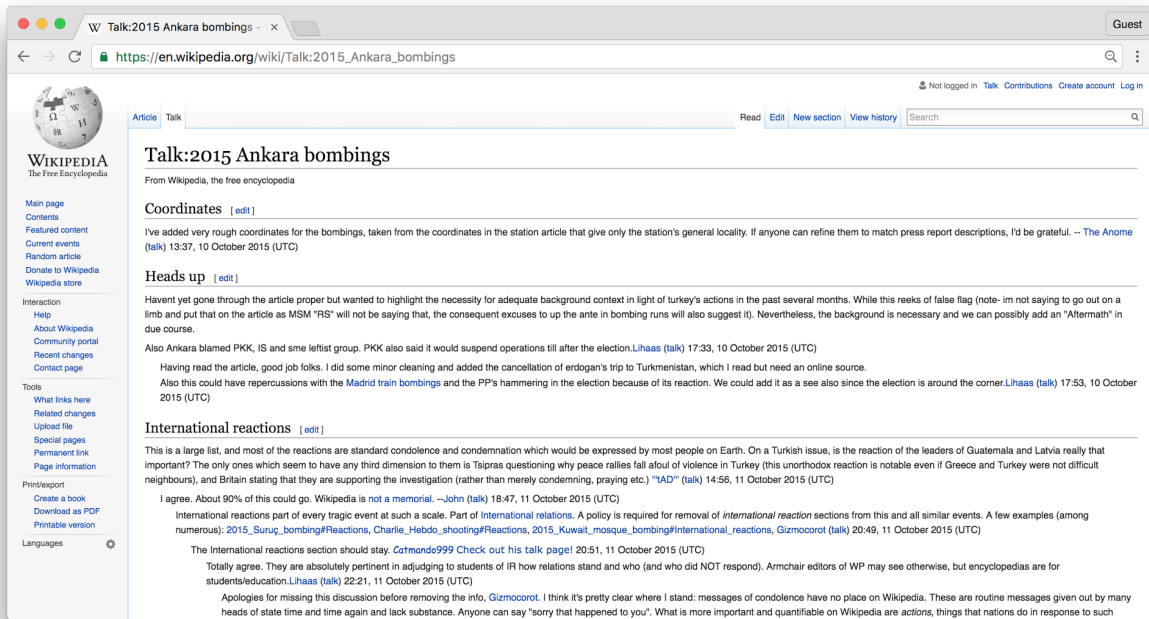 Talk:2015 Ankara bombings -
Guest
https://en.wikipedia.org/wiki/Talk:2015_Ankara_bombings
Not logged in Talk Contributions Create account Log in
Article Talk
Read Edit New section View history Search
WIKIPEDIA
The Free Encyclopedia
Main page
Contents
Featured content
Current events
Random article
Donate to Wikipedia
Wikipedia store
Interaction
Help
About Wikipedia
Community portal
Recent changes
Contact page
Tools
What links here
Related changes
Upload file
Special pages
Permanent link
Page information
Print/export
Create a book
Download as PDF
Printable version
Languages
Talk:2015 Ankara bombings
From Wikipedia, the free encyclopedia
Coordinates [ edit ]
I've added very rough coordinates for the bombings, taken from the coordinates in the station article that give only the station's general locality. If anyone can refine them to match press report descriptions, I'd be grateful. -- The Anome
(talk) 13:37, 10 October 2015 (UTC)
Heads up [ edit ]
Havent yet gone through the article proper but wanted to highlight the necessity for adequate background context in light of turkey's actions in the past several months. While this reeks of false flag (note- im not saying to go out on a
limb and put that on the article as MSM "RS" will not be saying that, the consequent excuses to up the ante in bombing runs will also suggest it). Nevertheless, the background is necessary and we can possibly add an "Aftermath" in
due course.
Also Ankara blamed PKK, IS and sme leftist group. PKK also said it would suspend operations till after the election.Lihaas (talk) 17:33, 10 October 2015 (UTC)
Having read the article, good job folks. I did some minor cleaning and added the cancellation of erdogan's trip to Turkmenistan, which I read but need an online source.
Also this could have repercussions with the Madrid train bombings and the PP's hammering in the election because of its reaction. We could add it as a see also since the election is around the corner.Lihaas (talk) 17:53, 10 October
2015 (UTC)
International reactions [ edit ]
This is a large list, and most of the reactions are standard condolence and condemnation which would be expressed by most people on Earth. On a Turkish issue, is the reaction of the leaders of Guatemala and Latvia really that
important? The only ones which seem to have any third dimension to them is Tsipras questioning why peace rallies fall afoul of violence in Turkey (this unorthodox reaction is notable even if Greece and Turkey were not difficult
neighbours), and Britain stating that they are supporting the investigation (rather than merely condemning, praying etc.) '''tAD''' (talk) 14:56, 11 October 2015 (UTC)
I agree. About 90% of this could go. Wikipedia is not a memorial. --John (talk) 18:47, 11 October 2015 (UTC)
International reactions part of every tragic event at such a scale. Part of International relations. A policy is required for removal of international reaction sections from this and all similar events. A few examples (among
numerous): 2015_Suruç_bombing#Reactions, Charlie_Hebdo_shooting#Reactions, 2015_Kuwait_mosque_bombing#International_reactions, Gizmocorot (talk) 20:49, 11 October 2015 (UTC)
The International reactions section should stay. Catmando999 Check out his talk page! 20:51, 11 October 2015 (UTC)
Totally agree. They are absolutely pertinent in adjudging to students of IR how relations stand and who (and who did NOT respond). Armchair editors of WP may see otherwise, but encyclopedias are for
students/education.Lihaas (talk) 22:21, 11 October 2015 (UTC)
Apologies for missing this discussion before removing the info, Gizmocorot. I think it's pretty clear where I stand: messages of condolence have no place on Wikipedia. These are routine messages given out by many
heads of state time and time again and lack substance. Anyone can say "sorry that happened to you". What is more important and quantifiable on Wikipedia are actions, things that nations do in response to such